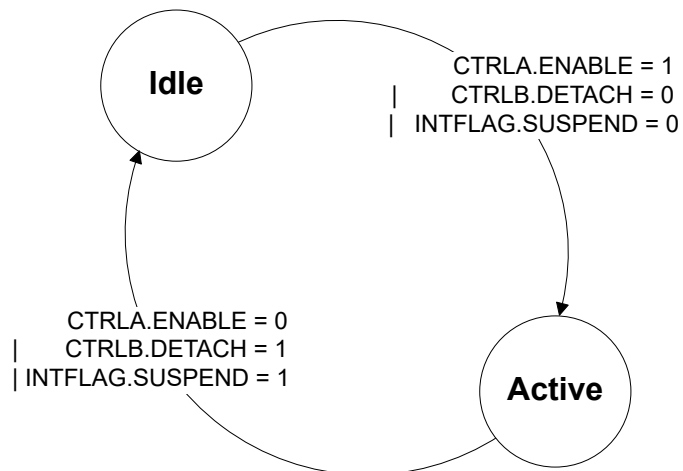 Idle
CTRLA.ENABLE = 1
| CTRLB.DETACH = 0
| INTFLAG.SUSPEND = 0
CTRLA.ENABLE = 0
| CTRLB.DETACH = 1
| INTFLAG.SUSPEND = 1
Active